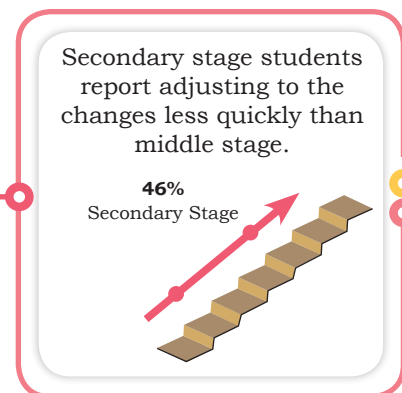 Secondary stage students
report adjusting to the
changes less quickly than
middle stage.
46%
Secondary Stage